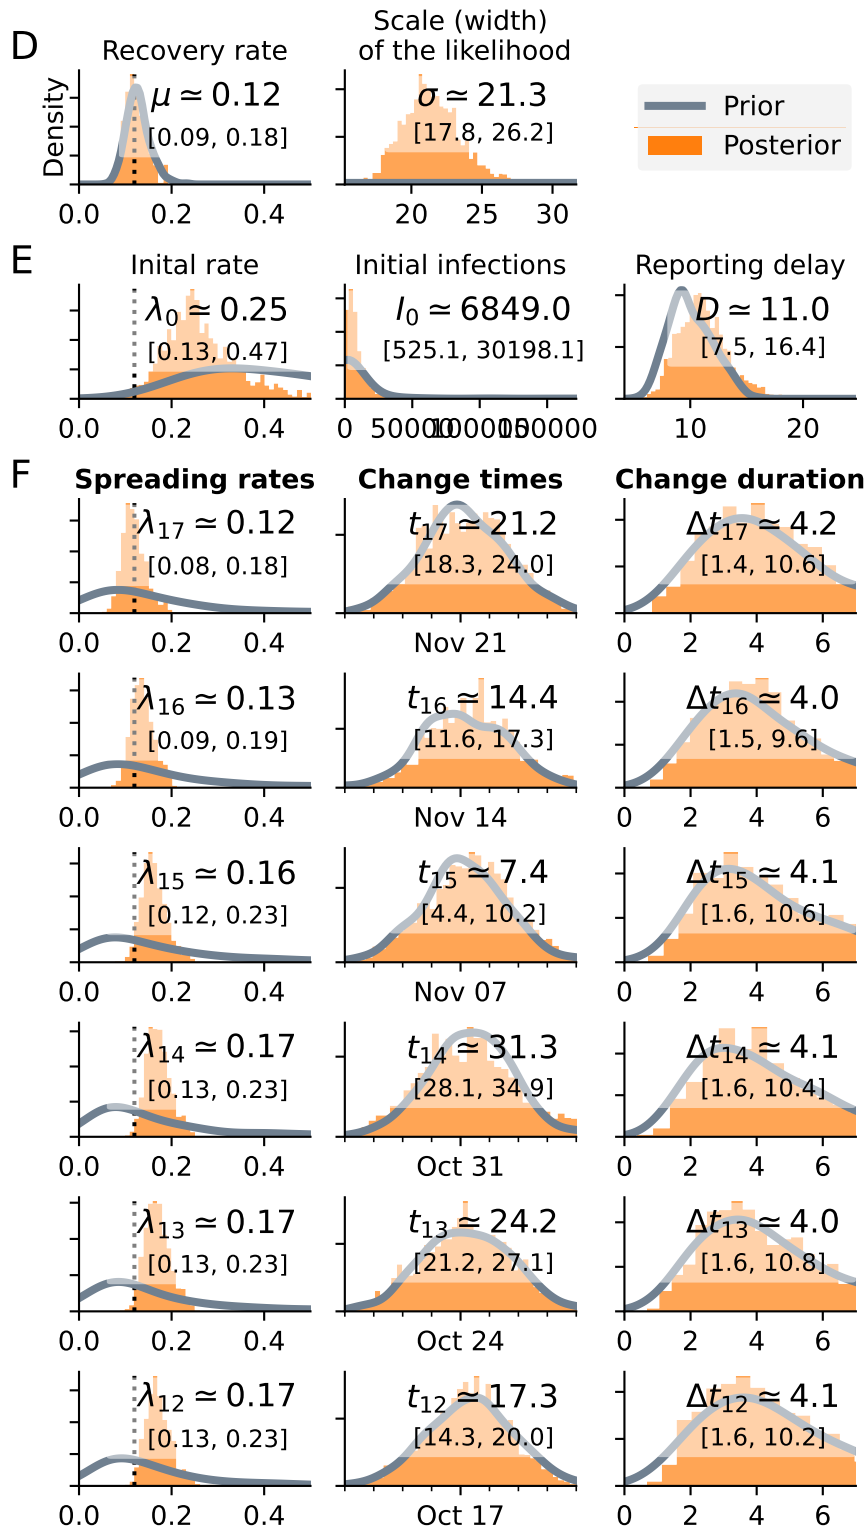 D
Recovery rate
Scale (width)
of the likelihood
Density
μ ≃ 0.12
[0.09, 0.18]
σ ≃ 21.3
[17.8, 26.2]
Prior
Posterior
0.0 0.2 0.4
20 25 30
E
Inital rate
Initial infections
Reporting delay
λ0 ≃ 0.25
[0.13, 0.47]
I0 ≃ 6849.0
[525.1, 30198.1]
D ≃ 11.0
[7.5, 16.4]
0.0 0.2 0.4
0 50000 100000 150000
10 20
F
Spreading rates Change times Change duration
λ17 ≃ 0.12
[0.08, 0.18]
t17 ≃ 21.2
[18.3, 24.0]
Δt17 ≃ 4.2
[1.4, 10.6]
0.0 0.2 0.4
Nov 21
0 2 4 6
λ16 ≃ 0.13
[0.09, 0.19]
t16 ≃ 14.4
[11.6, 17.3]
Δt16 ≃ 4.0
[1.5, 9.6]
0.0 0.2 0.4
Nov 14
0 2 4 6
λ15 ≃ 0.16
[0.12, 0.23]
t15 ≃ 7.4
[4.4, 10.2]
Δt15 ≃ 4.1
[1.6, 10.6]
0.0 0.2 0.4
Nov 07
0 2 4 6
λ14 ≃ 0.17
[0.13, 0.23]
t14 ≃ 31.3
[28.1, 34.9]
Δt14 ≃ 4.1
[1.6, 10.4]
0.0 0.2 0.4
Oct 31
0 2 4 6
λ13 ≃ 0.17
[0.13, 0.23]
t13 ≃ 24.2
[21.2, 27.1]
Δt13 ≃ 4.0
[1.6, 10.8]
0.0 0.2 0.4
Oct 24
0 2 4 6
λ12 ≃ 0.17
[0.13, 0.23]
t12 ≃ 17.3
[14.3, 20.0]
Δt12 ≃ 4.1
[1.6, 10.2]
0.0 0.2 0.4
Oct 17
0 2 4 6